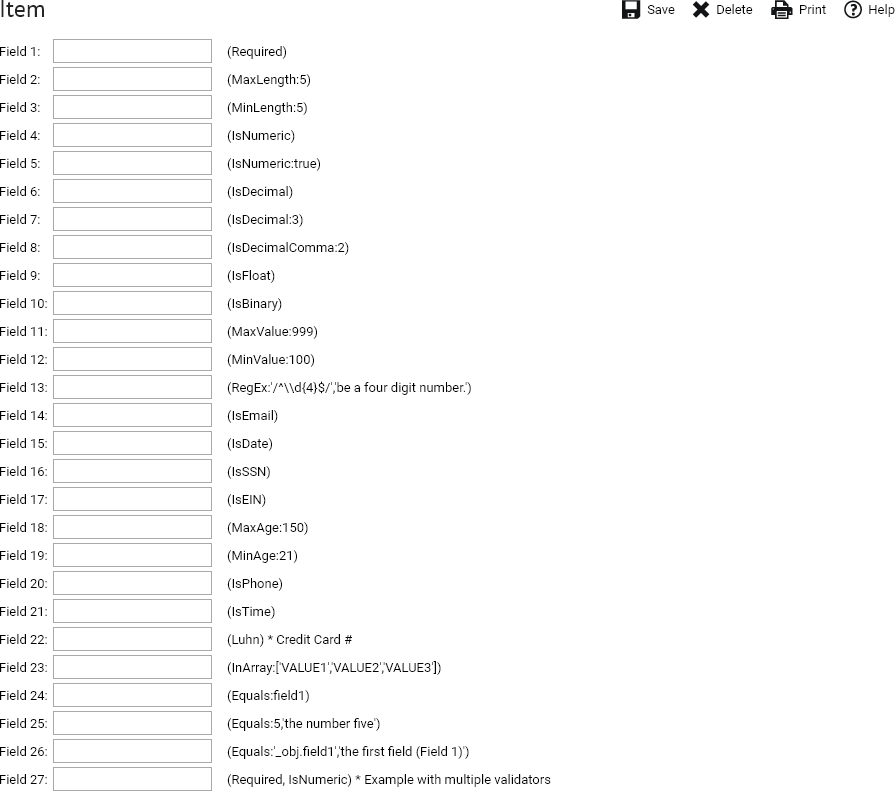 Item Save Delete Print Help
Field 1: (Required)
Field 2: (MaxLength:5)
Field 3: (MinLength:5)
Field 4: (IsNumeric)
Field 5: (IsNumeric:true)
Field 6: (IsDecimal)
Field 7: (IsDecimal:3)
Field 8: (IsDecimalComma:2)
Field 9: (IsFloat)
Field 10: (IsBinary)
Field 11: (MaxValue:999)
Field 12: (MinValue:100)
Field 13: (RegEx:'/^\\d{4}$/','be a four digit number.')
Field 14: (IsEmail)
Field 15: (IsDate)
Field 16: (IsSSN)
Field 17: (IsEIN)
Field 18: (MaxAge:150)
Field 19: (MinAge:21)
Field 20: (IsPhone)
Field 21: (IsTime)
Field 22: (Luhn) * Credit Card #
Field 23: (InArray:['VALUE1','VALUE2','VALUE3'])
Field 24: (Equals:field1)
Field 25: (Equals:5,'the number five')
Field 26: (Equals:'_obj.field1','the first field (Field 1)')
Field 27: (Required, IsNumeric) * Example with multiple validators